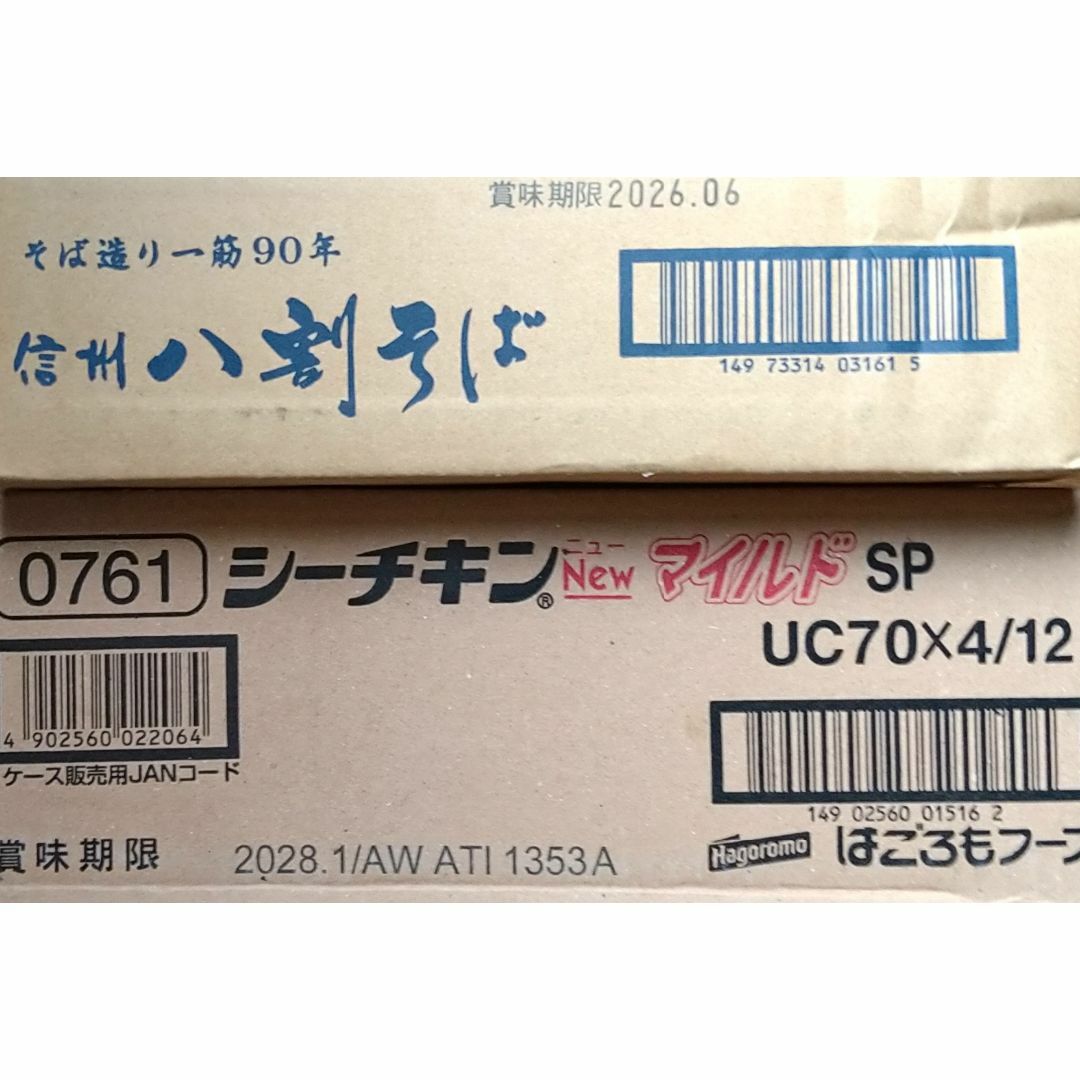 賞味期限2026.06
そば造り一筋90年
信州 八割そば
149 73314 03161 5
0761 シーチキン® ニュー New マイルド SP
UC70×4/12
4 902560 022064
ケース販売用JANコード
149 02560 01516 2
賞味期限 2028.1/AW ATI 1353A
Hagoromo はごろもフーズ